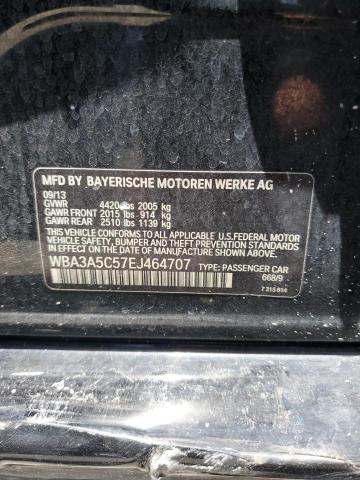 MFD BY BAYERISCHE MOTOREN WERKE AG
09/13
GVWR 4420 lbs 2005 kg
GAWR FRONT 2015 lbs- 914 kg
GAWR REAR 2510 lbs 1139 kg
THIS VEHICLE CONFORMS TO ALL APPLICABLE U.S.FEDERAL MOTOR
VEHICLE SAFETY, BUMPER AND THEFT PREVENTION STANDARDS
IN EFFECT ON THE DATE OF MANUFACTURE SHOWN ABOVE.
WBA3A5C57EJ464707 TYPE: PASSENGER CAR
668/9
7 315 614